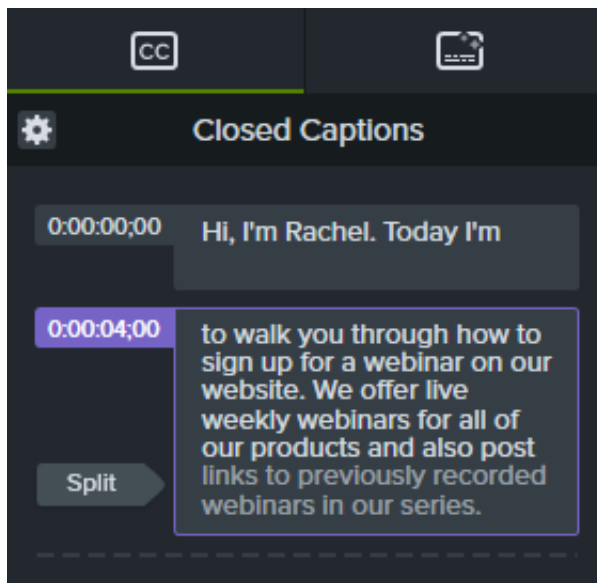 CC
Closed Captions
0:00:00;00
Hi, I'm Rachel. Today I'm
0:00:04;00
to walk you through how to
sign up for a webinar on our
website. We offer live
weekly webinars for all of
our products and also post
links to previously recorded
webinars in our series.
Split